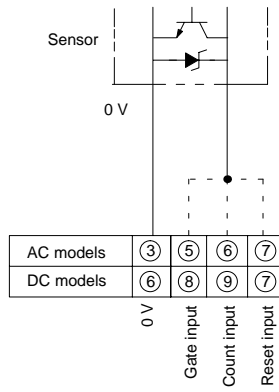 Sensor
0 V
AC models ③ ⑤ ⑥ ⑦
DC models ⑥ ⑧ ⑨ ⑦
0 V
Gate input
Count input
Reset input